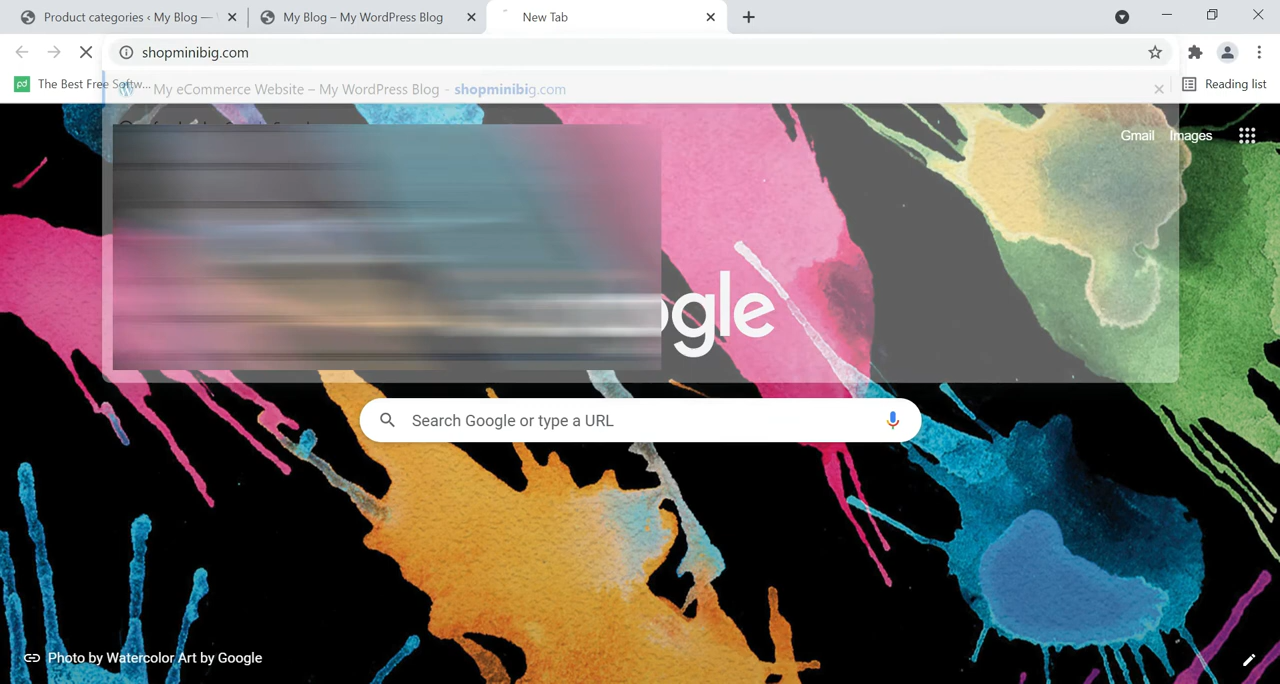 Product categories ‹ My Blog —
My Blog – My WordPress Blog
New Tab
shopminibig.com
The Best Free Softw...
My eCommerce Website – My WordPress Blog - shopminibig.com
Reading list
Gmail
Images
ogle
Search Google or type a URL
Photo by Watercolor Art by Google